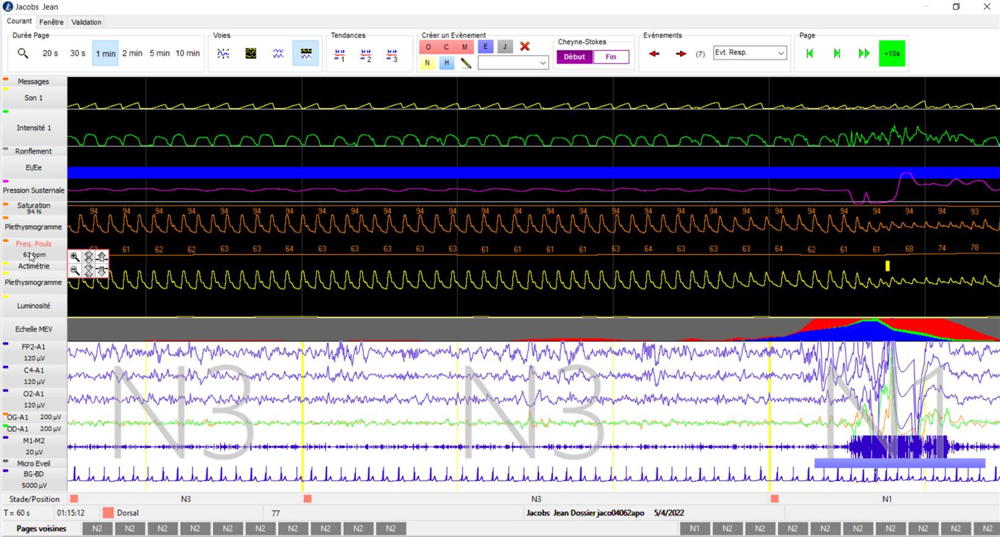 Jacobs Jean
Courant Fenêtre Validation
Durée Page Voies Tendances Créer un Evènement Cheyne-Stokes Evènements Page
20 s 30 s 1 min 2 min 5 min 10 min 1 2 3 O C M E J Début Fin (7) Evt. Resp. +10s
N H
Messages
Son 1
Intensité 1
Ronflement
Ei/Ee
Pression Susternale
Saturation
94 % 94 94 94 94 94 94 94 94 94 94 94 94 94 94 94 94 94 94 94 94 94 94 94 94 94 94 94 93
Plethysmogramme
Freq. Pouls
61 62 62 63 63 64 63 63 63 63 63 61 61 61 61 63 64 63 63 63 64 62 61 61 68 74 78
Actimétrie
Plethysmogramme
Luminosité
Echelle MEV
FP2-A1
120 µV
C4-A1
120 µV
O2-A1
120 µV
OG-A1 200 µV
OD-A1 200 µV
N3 N3 N1
M1-M2
20 µV
Micro Eveil
BG-BD
5000 µV
Stade/Position N3 N3 N1
T = 60 s 01:15:12 Dorsal 77 Jacobs Jean Dossier jaco04062apo 5/4/2022
Pages voisines N2 N2 N2 N2 N2 N2 N2 N2 N2 N2 N1 N2 N2 N2 N2 N2 N2 N2 N2 N2